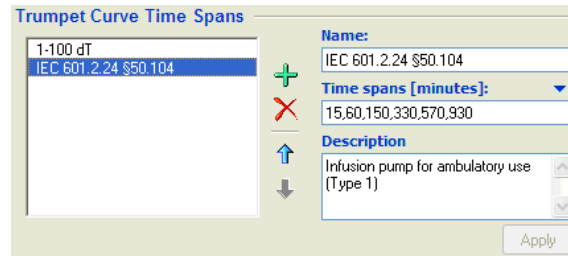 Trumpet Curve Time Spans
1-100 dT
IEC 601.2.24 §50.104
Name:
IEC 601.2.24 §50.104
Time spans [minutes]:
15,60,150,330,570,930
Description
Infusion pump for ambulatory use
(Type 1)
Apply